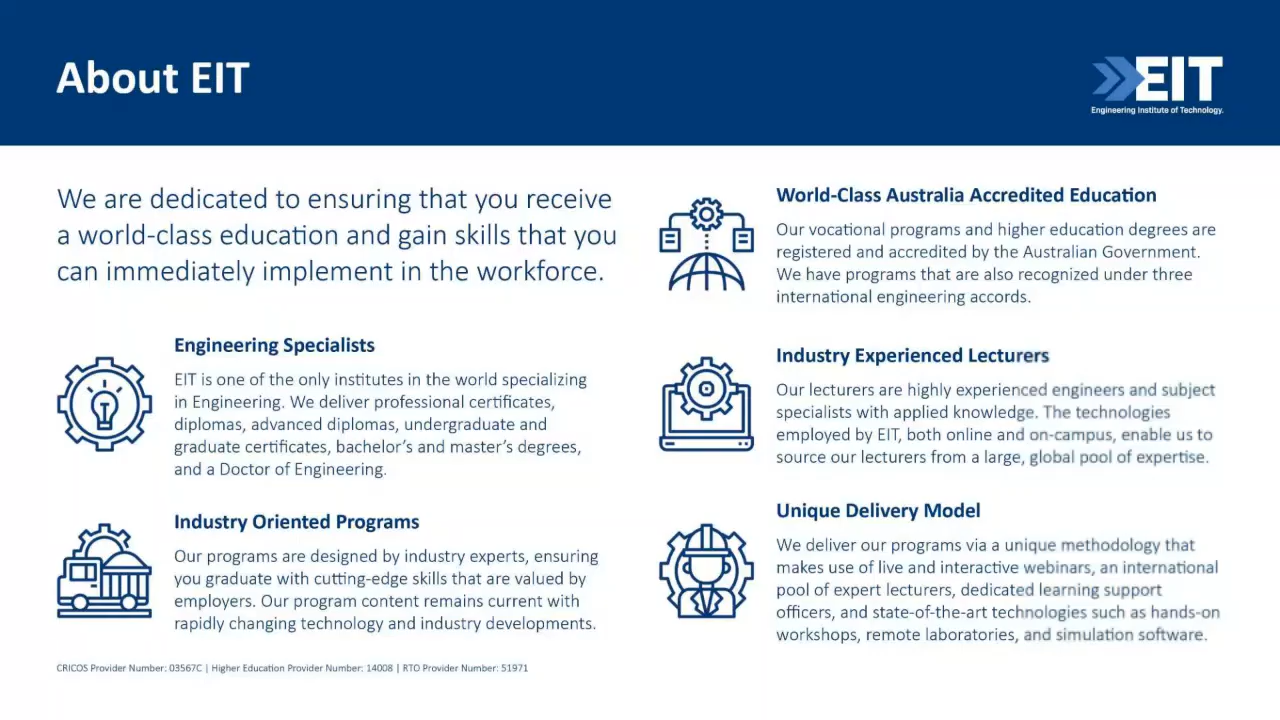 About EIT
EIT
Engineering Institute of Technology.
We are dedicated to ensuring that you receive
a world-class education and gain skills that you
can immediately implement in the workforce.
Engineering Specialists
EIT is one of the only institutes in the world specializing
in Engineering. We deliver professional certificates,
diplomas, advanced diplomas, undergraduate and
graduate certificates, bachelor’s and master’s degrees,
and a Doctor of Engineering.
Industry Oriented Programs
Our programs are designed by industry experts, ensuring
you graduate with cutting-edge skills that are valued by
employers. Our program content remains current with
rapidly changing technology and industry developments.
World-Class Australia Accredited Education
Our vocational programs and higher education degrees are
registered and accredited by the Australian Government.
We have programs that are also recognized under three
international engineering accords.
Industry Experienced Lecturers
Our lecturers are highly experienced engineers and subject
specialists with applied knowledge. The technologies
employed by EIT, both online and on-campus, enable us to
source our lecturers from a large, global pool of expertise.
Unique Delivery Model
We deliver our programs via a unique methodology that
makes use of live and interactive webinars, an international
pool of expert lecturers, dedicated learning support
officers, and state-of-the-art technologies such as hands-on
workshops, remote laboratories, and simulation software.
CRICOS Provider Number: 03567C | Higher Education Provider Number: 14008 | RTO Provider Number: 51971